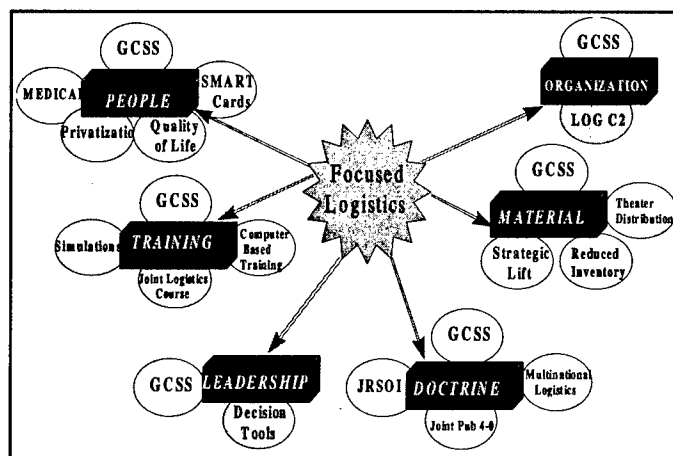 GCSS
MEDICAL
PEOPLE
SMART
Cards
Privatizatio
Quality
of Life
GCSS
ORGANIZATION
LOG C2
Focused
Logistics
GCSS
Simulations
TRAINING
Computer
Based
Training
Joint Logistics
Course
GCSS
MATERIAL
Theater
Distribution
Strategic
Lift
Reduced
Inventory
GCSS
LEADERSHIP
Decision
Tools
GCSS
JRSOI
DOCTRINE
Multinational
Logistics
Joint Pub 4-0